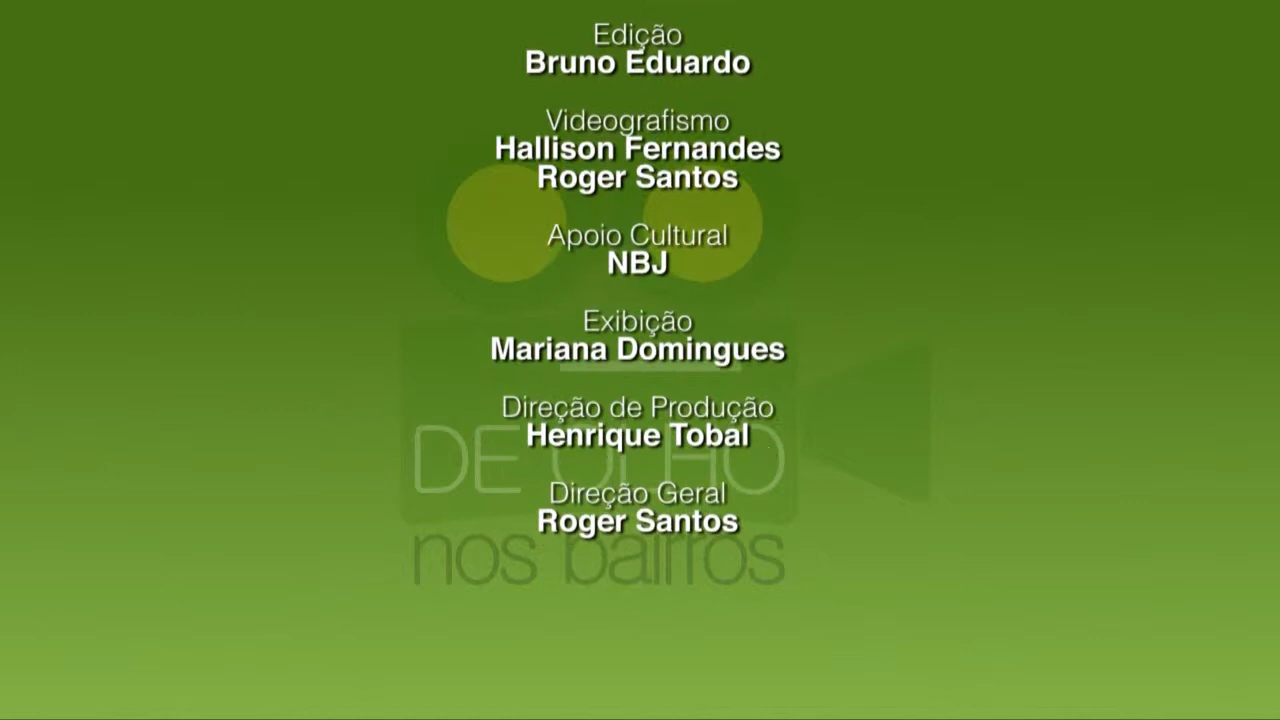 Edição
Bruno Eduardo
Videografismo
Hallison Fernandes
Roger Santos
Apoio Cultural
NBJ
Exibição
Mariana Domingues
Direção de Produção
Henrique Tobal
DE OLHO
Direção Geral
Roger Santos
nos bairros